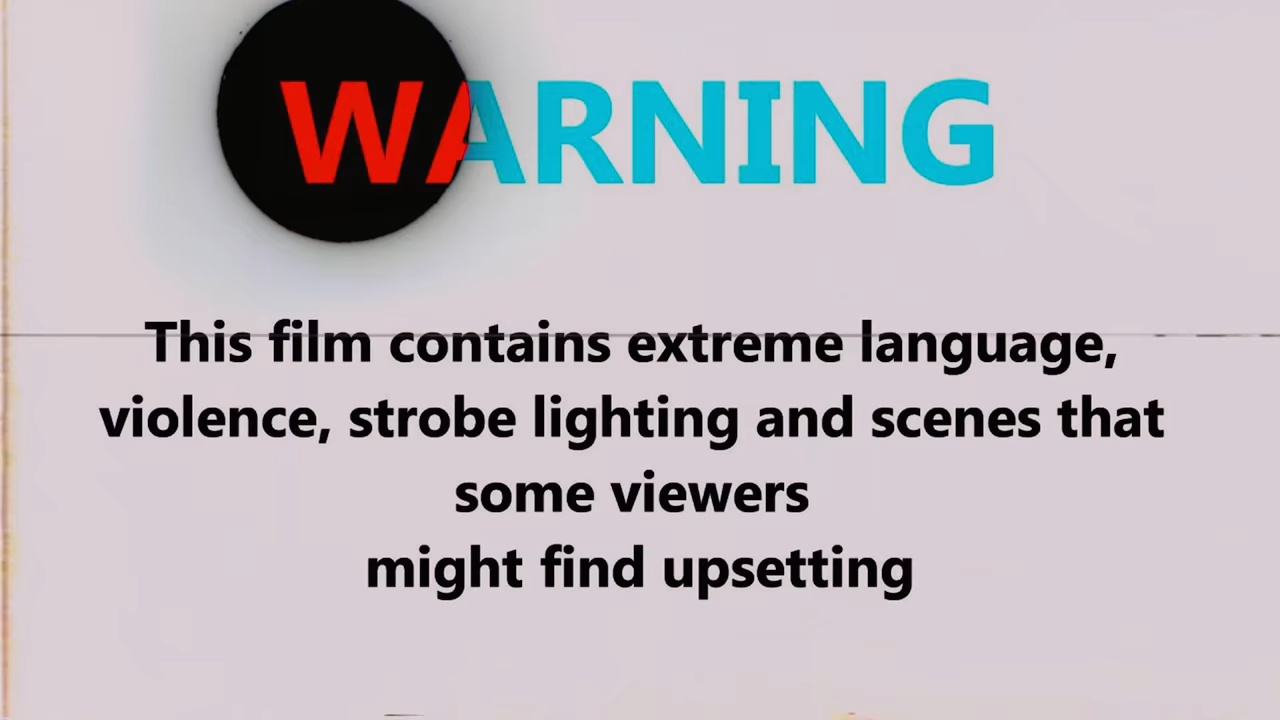 WARNING
This film contains extreme language,
violence, strobe lighting and scenes that
some viewers
might find upsetting